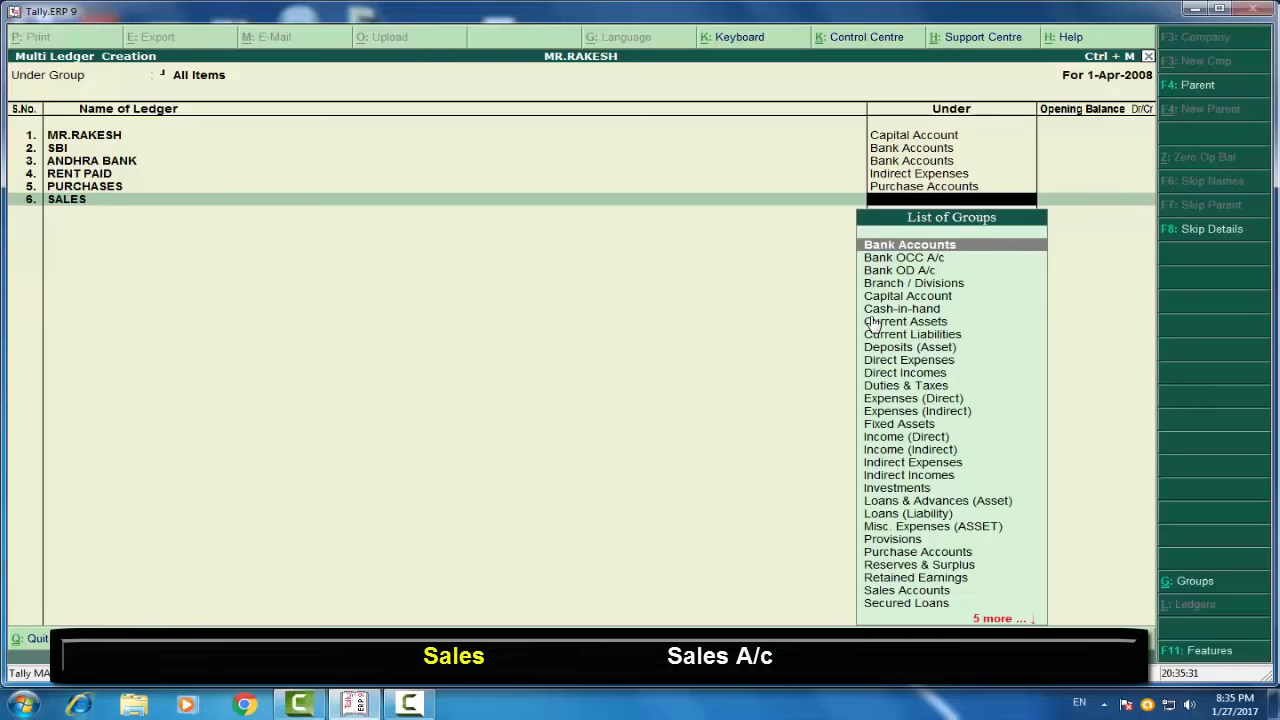 Tally.ERP 9
P: Print E: Export M: E-Mail O: Upload G: Language K: Keyboard K: Control Centre H: Support Centre H: Help
Multi Ledger Creation MR.RAKESH Ctrl + M
Under Group : All Items For 1-Apr-2008
S.No. Name of Ledger Under Opening Balance Dr/Cr
1. MR.RAKESH Capital Account
2. SBI Bank Accounts
3. ANDHRA BANK Bank Accounts
4. RENT PAID Indirect Expenses
5. PURCHASES Purchase Accounts
6. SALES
List of Groups
Bank Accounts
Bank OCC A/c
Bank OD A/c
Branch / Divisions
Capital Account
Cash-in-hand
Current Assets
Current Liabilities
Deposits (Asset)
Direct Expenses
Direct Incomes
Duties & Taxes
Expenses (Direct)
Expenses (Indirect)
Fixed Assets
Income (Direct)
Income (Indirect)
Indirect Expenses
Indirect Incomes
Investments
Loans & Advances (Asset)
Loans (Liability)
Misc. Expenses (ASSET)
Provisions
Purchase Accounts
Reserves & Surplus
Retained Earnings
Sales Accounts
Secured Loans
5 more ... ↓
F3: Company
F3: New Cmp
F4: Parent
F4: New Parent
Z: Zero Op Bal
F6: Skip Names
F7: Skip Parent
F8: Skip Details
G: Groups
L: Ledgers
F11: Features
Q: Quit
Sales Sales A/c
Tally MA
20:35:31
EN
8:35 PM
1/27/2017